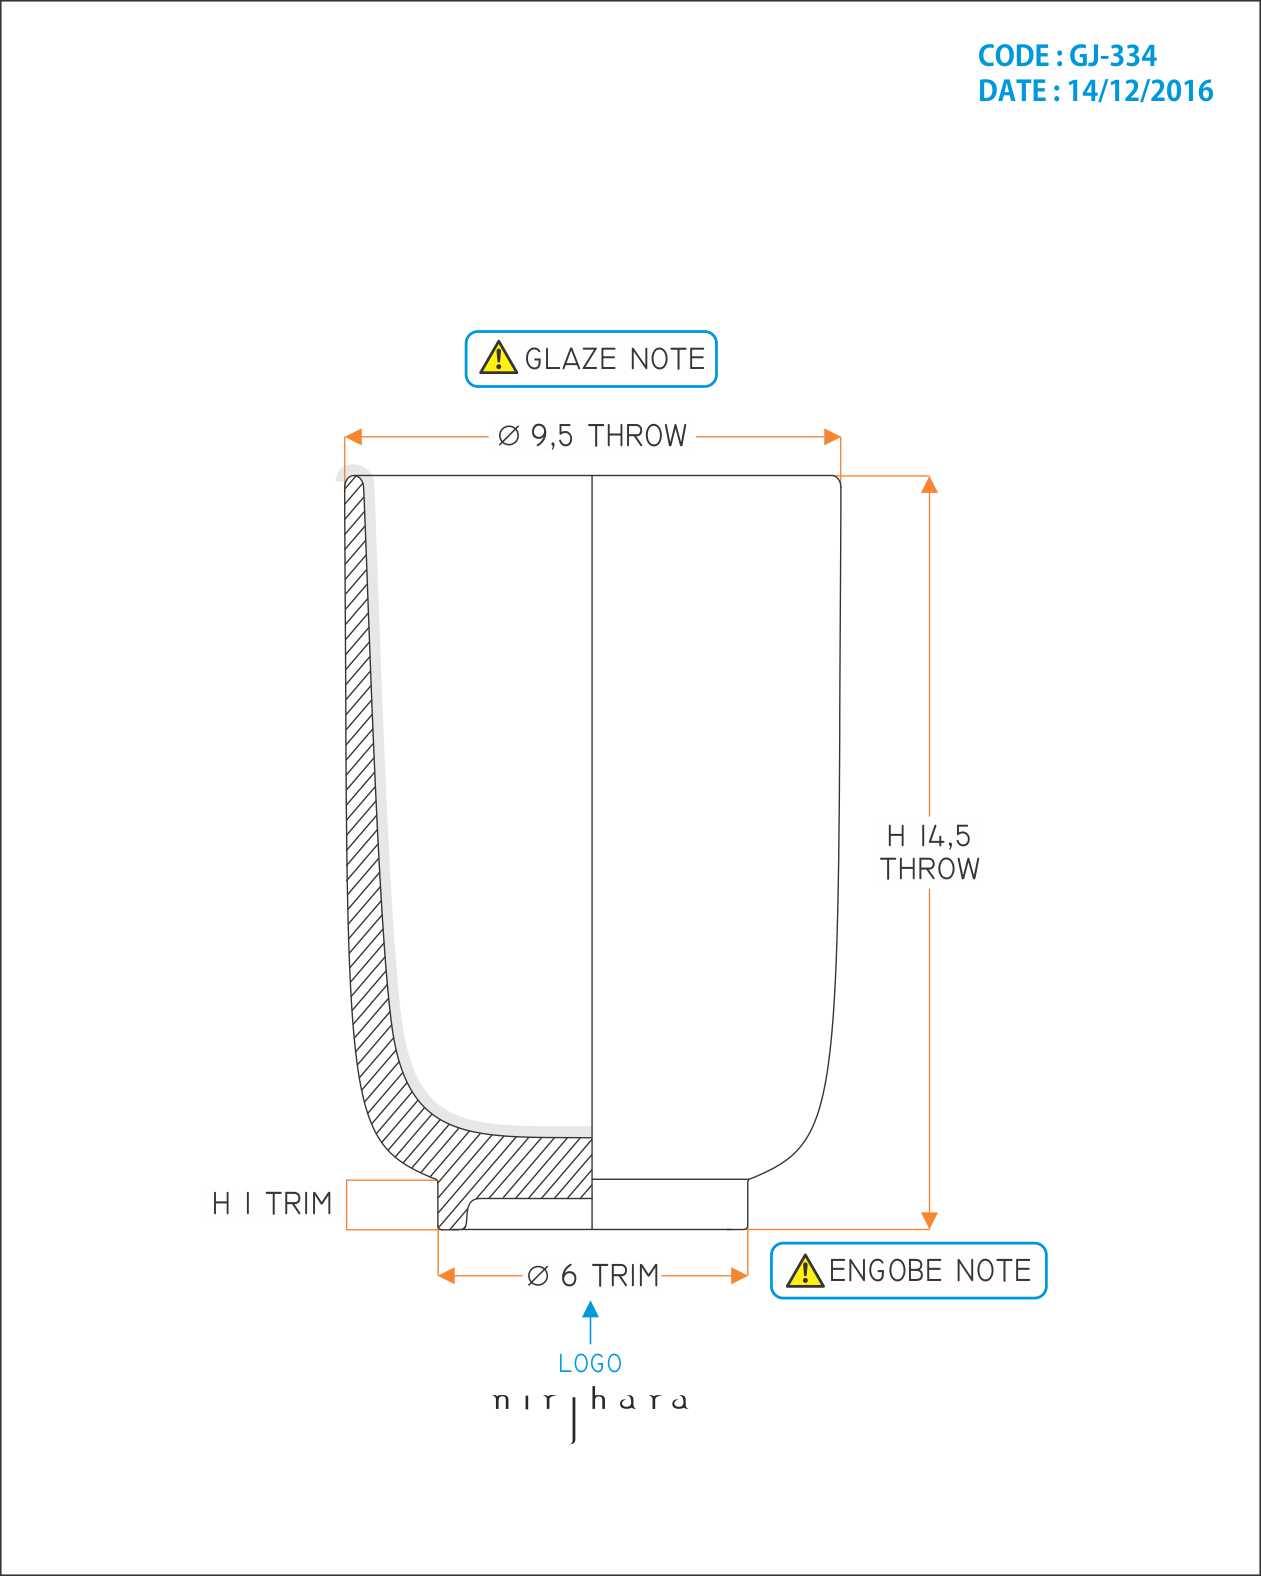 CODE : GJ-334
DATE : 14/12/2016
GLAZE NOTE
Ø 9,5 THROW
H 14,5
THROW
H 1 TRIM
Ø 6 TRIM
ENGOBE NOTE
LOGO
nirjhara